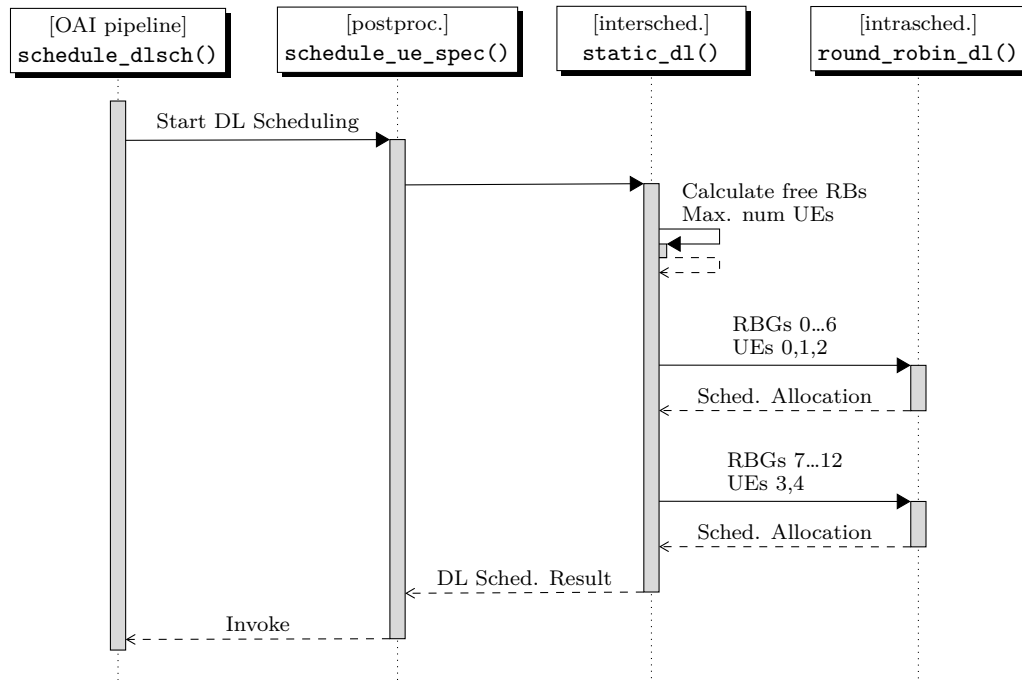 [OAI pipeline]
schedule_dlsch()
[postproc.]
schedule_ue_spec()
[intersched.]
static_dl()
[intrasched.]
round_robin_dl()
Start DL Scheduling
Calculate free RBs
Max. num UEs
RBGs 0...6
UEs 0,1,2
Sched. Allocation
RBGs 7...12
UEs 3,4
Sched. Allocation
DL Sched. Result
Invoke